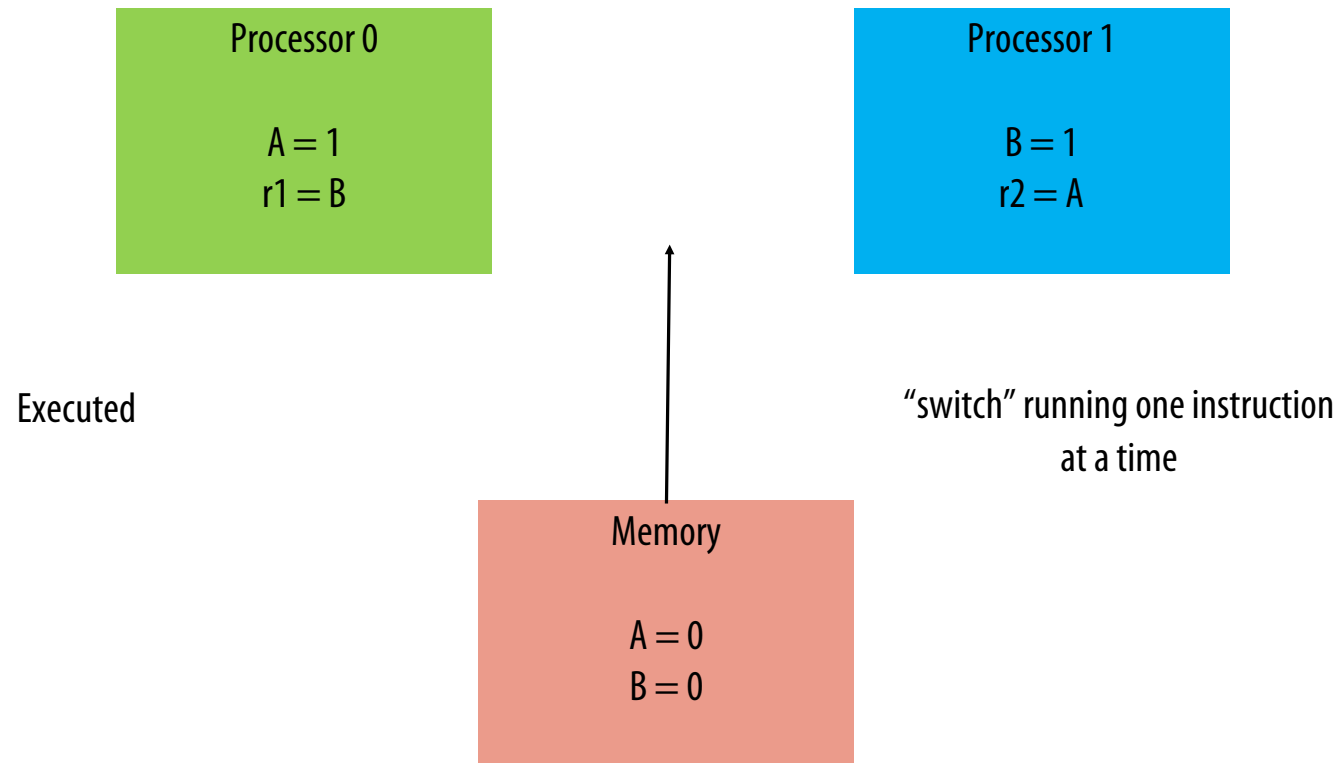 Processor 0
A = 1
r1 = B
Processor 1
B = 1
r2 = A
Executed
“switch” running one instruction
at a time
Memory
A = 0
B = 0